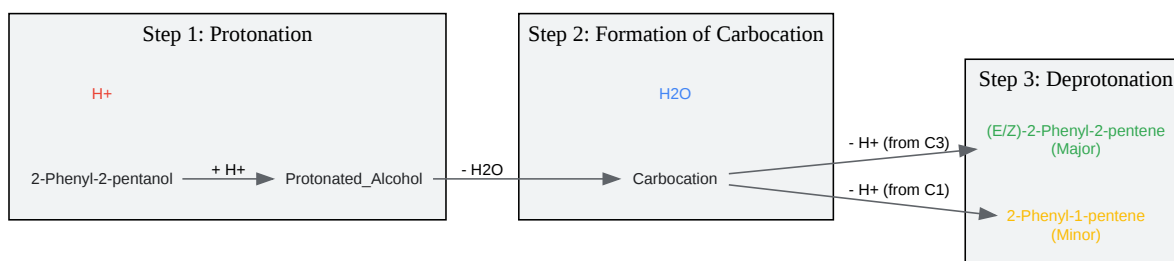 Step 1: Protonation
H+
2-Phenyl-2-pentanol
+ H+
Protonated_Alcohol
- H2O
Step 2: Formation of Carbocation
H2O
Carbocation
- H+ (from C3)
- H+ (from C1)
Step 3: Deprotonation
(E/Z)-2-Phenyl-2-pentene
(Major)
2-Phenyl-1-pentene
(Minor)